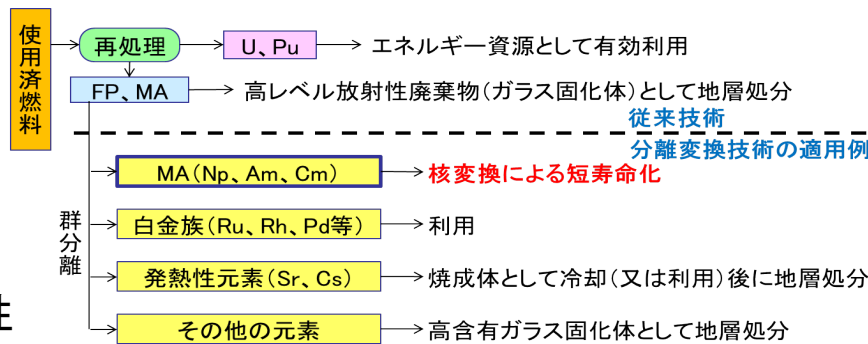 使用済燃料
再処理
U、Pu
エネルギー資源として有効利用
FP、MA
高レベル放射性廃棄物(ガラス固化体)として地層処分
従来技術
分離変換技術の適用例
群分離
MA(Np、Am、Cm)
核変換による短寿命化
白金族(Ru、Rh、Pd等)
利用
発熱性元素(Sr、Cs)
焼成体として冷却(又は利用)後に地層処分
その他の元素
高含有ガラス固化体として地層処分